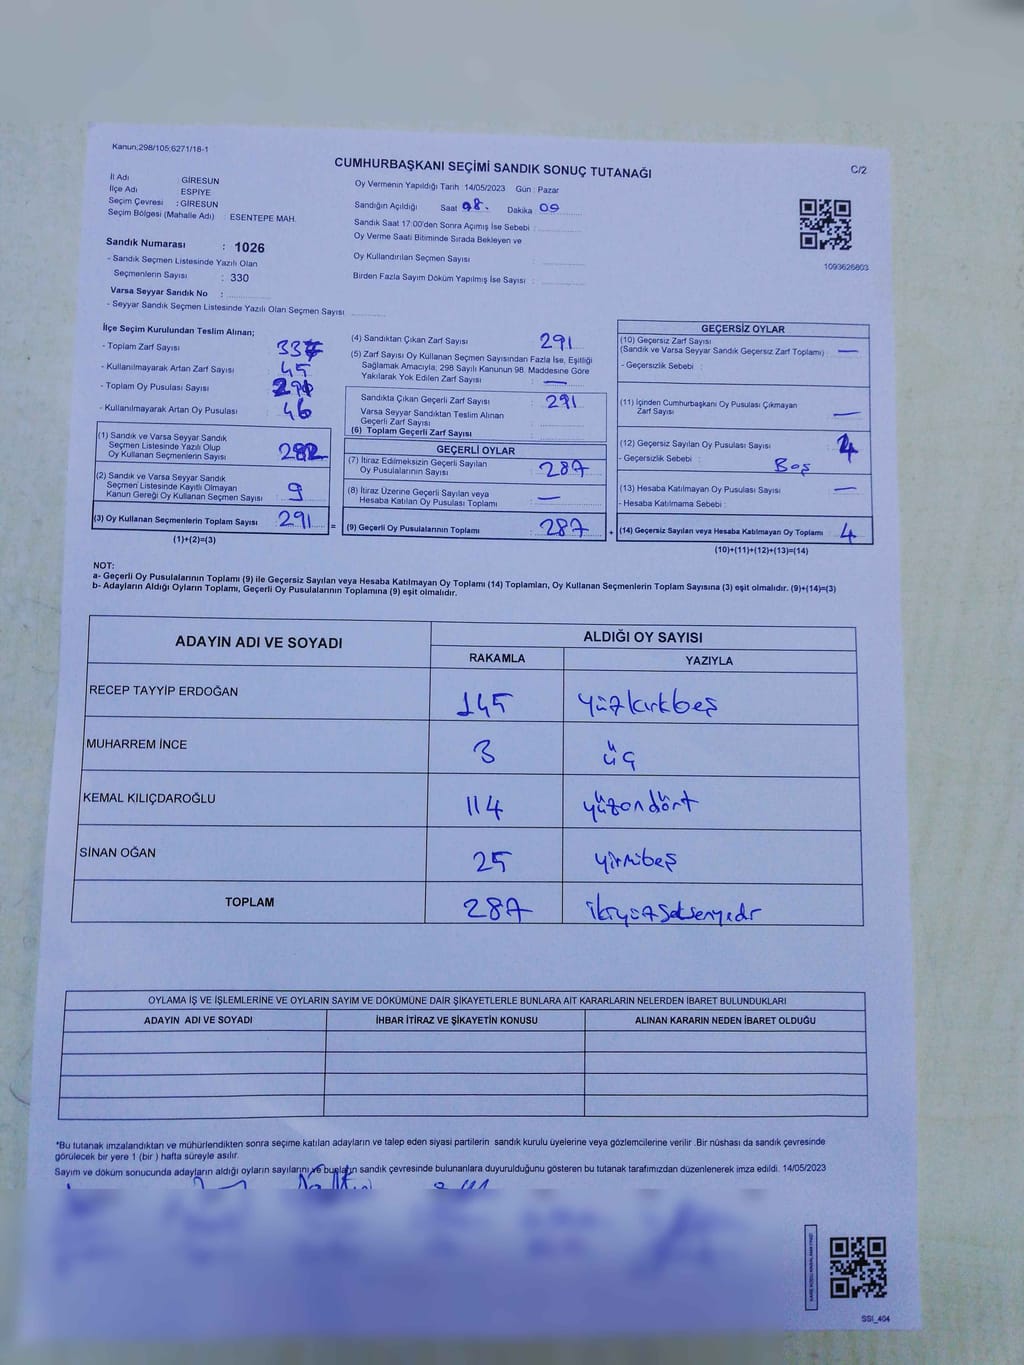 Kanun;298/105;6271/18-1
CUMHURBAŞKANI SEÇİMİ SANDIK SONUÇ TUTANAĞI
C/2
İl Adı : GİRESUN
İlçe Adı : ESPİYE
Seçim Çevresi : GİRESUN
Seçim Bölgesi (Mahalle Adı) : ESENTEPE MAH.
Sandık Numarası : 1026
- Sandık Seçmen Listesinde Yazılı Olan
Seçmenlerin Sayısı : 330
Varsa Seyyar Sandık No :
- Seyyar Sandık Seçmen Listesinde Yazılı Olan Seçmen Sayısı
Oy Vermenin Yapıldığı Tarih : 14/05/2023 Gün : Pazar
Sandığın Açıldığı Saat 08. Dakika 00
Sandık Saat 17:00'den Sonra Açımış İse Sebebi :
Oy Verme Saati Bitiminde Sırada Bekleyen ve
Oy Kullandırılan Seçmen Sayısı :
Birden Fazla Sayım Döküm Yapılmış İse Sayısı :
1093626803
İlçe Seçim Kurulundan Teslim Alınan;
- Toplam Zarf Sayısı :
- Kullanılmayarak Artan Zarf Sayısı : 45
- Toplam Oy Pusulası Sayısı :
- Kullanılmayarak Artan Oy Pusulası : 46
(1) Sandık ve Varsa Seyyar Sandık
Seçmen Listesinde Yazılı Olup
Oy Kullanan Seçmenlerin Sayısı : 282
(2) Sandık ve Varsa Seyyar Sandık
Seçmen Listesinde Kayıtlı Olmayan
Kanun Gereği Oy Kullanan Seçmen Sayısı : 9
(3) Oy Kullanan Seçmenlerin Toplam Sayısı 291 =
(1)+(2)=(3)
(4) Sandıktan Çıkan Zarf Sayısı : 291
(5) Zarf Sayısı Oy Kullanan Seçmen Sayısından Fazla İse, Eşitliği
Sağlamak Amacıyla; 298 Sayılı Kanunun 98. Maddesine Göre
Yakılarak Yok Edilen Zarf Sayısı : —
Sandıkta Çıkan Geçerli Zarf Sayısı : 291
Varsa Seyyar Sandıktan Teslim Alınan
Geçerli Zarf Sayısı
(6) Toplam Geçerli Zarf Sayısı
GEÇERLİ OYLAR
(7) İtiraz Edilmeksizin Geçerli Sayılan
Oy Pusulalarının Sayısı : 287
(8) İtiraz Üzerine Geçerli Sayılan veya
Hesaba Katılan Oy Pusulası Toplamı : —
(9) Geçerli Oy Pusulalarının Toplamı 287 +
GEÇERSİZ OYLAR
(10) Geçersiz Zarf Sayısı
(Sandık ve Varsa Seyyar Sandık Geçersiz Zarf Toplamı) : —
- Geçersizlik Sebebi :
(11) İçinden Cumhurbaşkanı Oy Pusulası Çıkmayan
Zarf Sayısı : —
(12) Geçersiz Sayılan Oy Pusulası Sayısı : 4
- Geçersizlik Sebebi : Boş
(13) Hesaba Katılmayan Oy Pusulası Sayısı : —
- Hesaba Katılmama Sebebi :
(14) Geçersiz Sayılan veya Hesaba Katılmayan Oy Toplamı : 4
(10)+(11)+(12)+(13)=(14)
NOT:
a- Geçerli Oy Pusulalarının Toplamı (9) ile Geçersiz Sayılan veya Hesaba Katılmayan Oy Toplamı (14) Toplamları, Oy Kullanan Seçmenlerin Toplam Sayısına (3) eşit olmalıdır. (9)+(14)=(3)
b- Adayların Aldığı Oyların Toplamı, Geçerli Oy Pusulalarının Toplamına (9) eşit olmalıdır.
ADAYIN ADI VE SOYADI
ALDIĞI OY SAYISI
RAKAMLA YAZIYLA
RECEP TAYYİP ERDOĞAN 145 yüzkırkbeş
MUHARREM İNCE 3 üç
KEMAL KILIÇDAROĞLU 114 yüzondört
SİNAN OĞAN 25 yirmibeş
TOPLAM 287 ikiyüzseksenyedi
OYLAMA İŞ VE İŞLEMLERİNE VE OYLARIN SAYIM VE DÖKÜMÜNE DAİR ŞİKAYETLERLE BUNLARA AİT KARARLARIN NELERDEN İBARET BULUNDUKLARI
ADAYIN ADI VE SOYADI İHBAR İTİRAZ VE ŞİKAYETİN KONUSU ALINAN KARARIN NEDEN İBARET OLDUĞU
*Bu tutanak imzalandıktan ve mühürlendikten sonra seçime katılan adayların ve talep eden siyasi partilerin sandık kurulu üyelerine veya gözlemcilerine verilir .Bir nüshası da sandık çevresinde
görülecek bir yere 1 (bir ) hafta süreyle asılır.
Sayım ve döküm sonucunda adayların aldığı oyların sayılarını ve bunların sandık çevresinde bulunanlara duyurulduğunu gösteren bu tutanak tarafımızdan düzenlenerek imza edildi. 14/05/2023
SSI_404